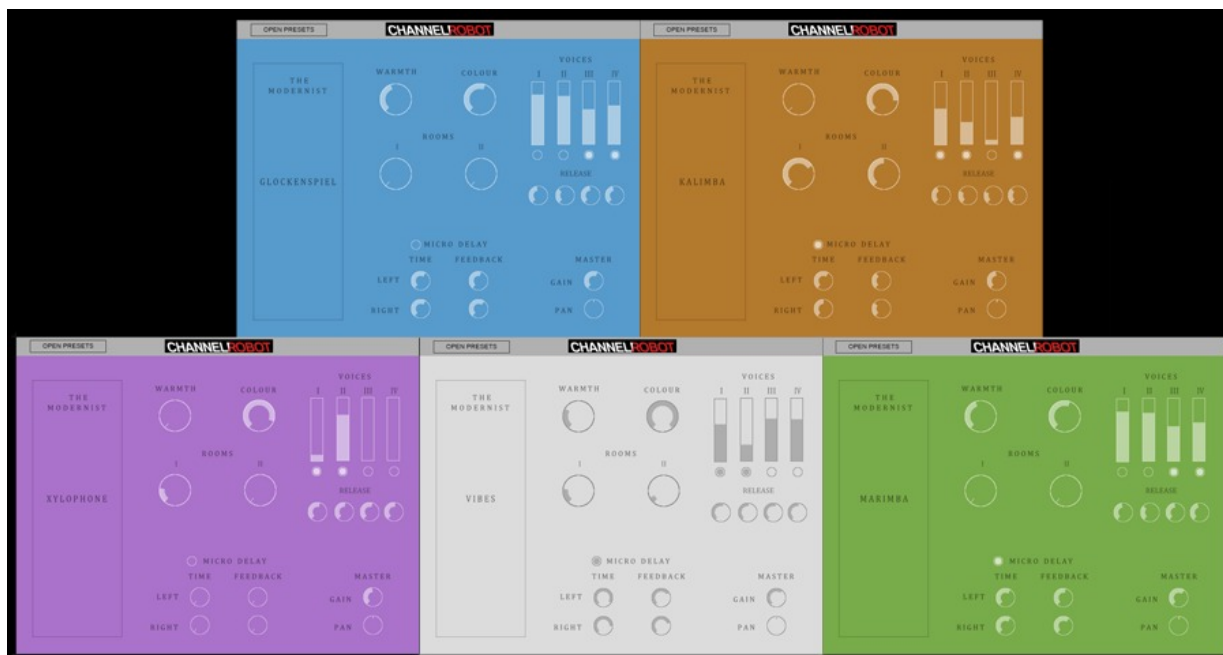 OPEN PRESETS CHANNELROBOT
THE
MODERNIST
GLOCKENSPIEL
WARMTH COLOUR
VOICES
I II III IV
ROOMS
I II
RELEASE
MICRO DELAY
TIME FEEDBACK MASTER
LEFT GAIN
RIGHT PAN
OPEN PRESETS CHANNELROBOT
THE
MODERNIST
KALIMBA
WARMTH COLOUR
VOICES
I II III IV
ROOMS
I II
RELEASE
MICRO DELAY
TIME FEEDBACK MASTER
LEFT GAIN
RIGHT PAN
OPEN PRESETS CHANNELROBOT
THE
MODERNIST
XYLOPHONE
WARMTH COLOUR
VOICES
I II III IV
ROOMS
I II
RELEASE
MICRO DELAY
TIME FEEDBACK MASTER
LEFT GAIN
RIGHT PAN
OPEN PRESETS CHANNELROBOT
THE
MODERNIST
VIBES
WARMTH COLOUR
VOICES
I II III IV
ROOMS
I II
RELEASE
MICRO DELAY
TIME FEEDBACK MASTER
LEFT GAIN
RIGHT PAN
OPEN PRESETS CHANNELROBOT
THE
MODERNIST
MARIMBA
WARMTH COLOUR
VOICES
I II III IV
ROOMS
I II
RELEASE
MICRO DELAY
TIME FEEDBACK MASTER
LEFT GAIN
RIGHT PAN